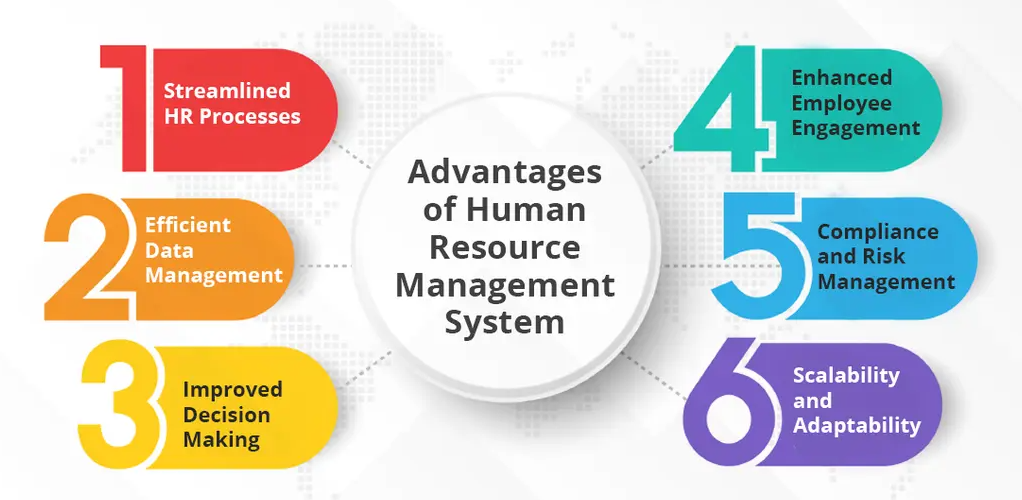 1
Streamlined
HR Processes
2
Efficient
Data
Management
3
Improved
Decision
Making
Advantages
of Human
Resource
Management
System
4
Enhanced
Employee
Engagement
5
Compliance
and Risk
Management
6
Scalability
and
Adaptability